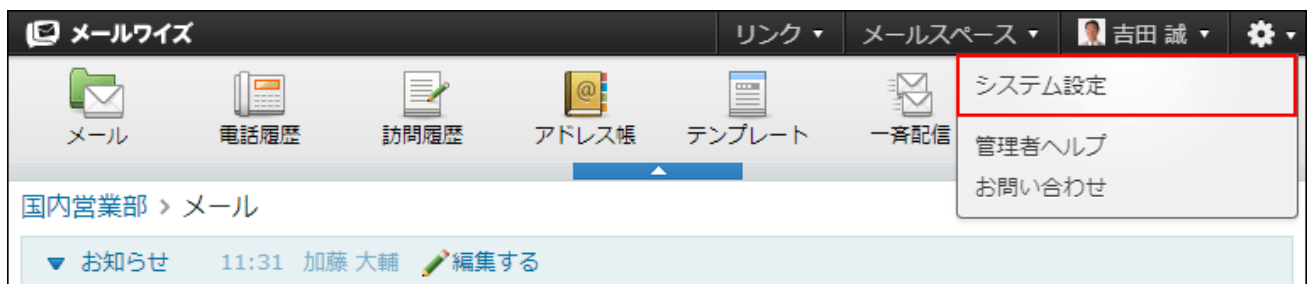 メールワイズ リンク ▼ メールスペース ▼ 吉田 誠 ▼
システム設定
メール 電話履歴 訪問履歴 アドレス帳 テンプレート 一斉配信
管理者ヘルプ
お問い合わせ
国内営業部 > メール
▼ お知らせ 11:31 加藤 大輔 編集する